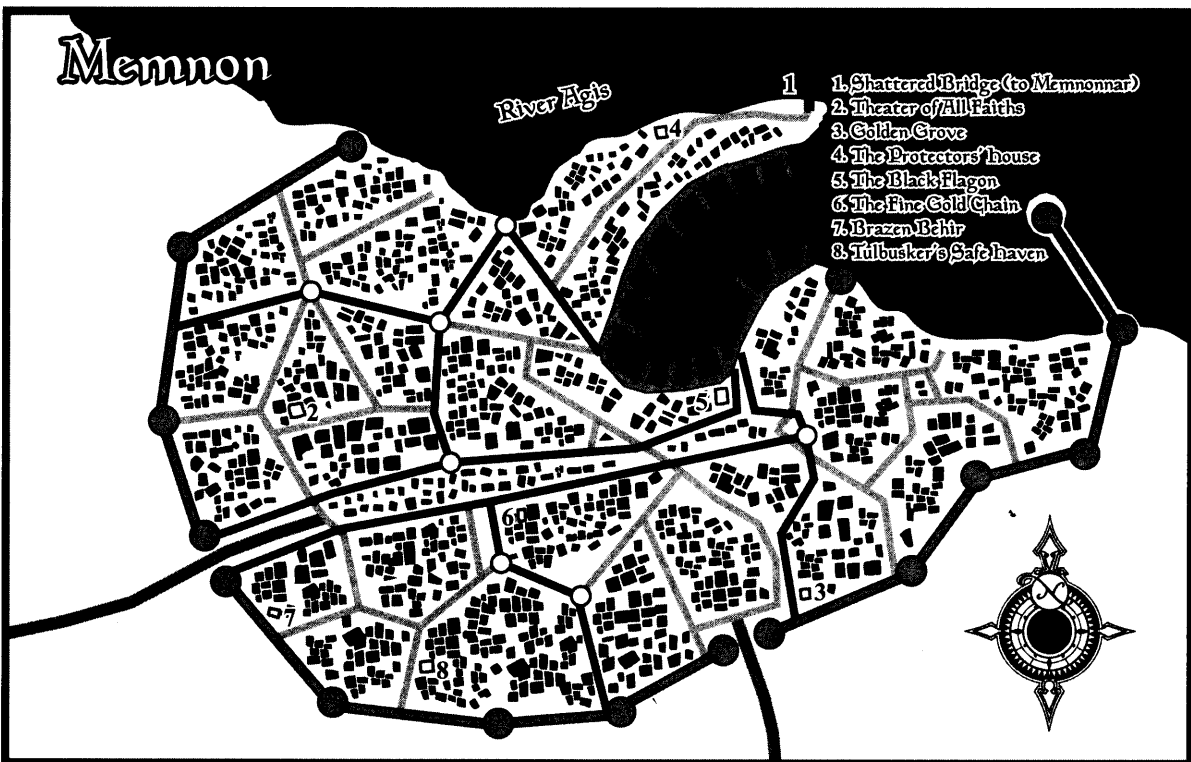 Memnon
River Agis
1
1. Shattered Bridge (to Memnonnar)
2. Theater of All Faiths
3. Golden Grove
4. The Protectors' House
5. The Black Flagon
6. The Fine Gold Chain
7. Brazen Behir
8. Tulbusker's Safe Haven
4
2
5
6
7
3
8
N